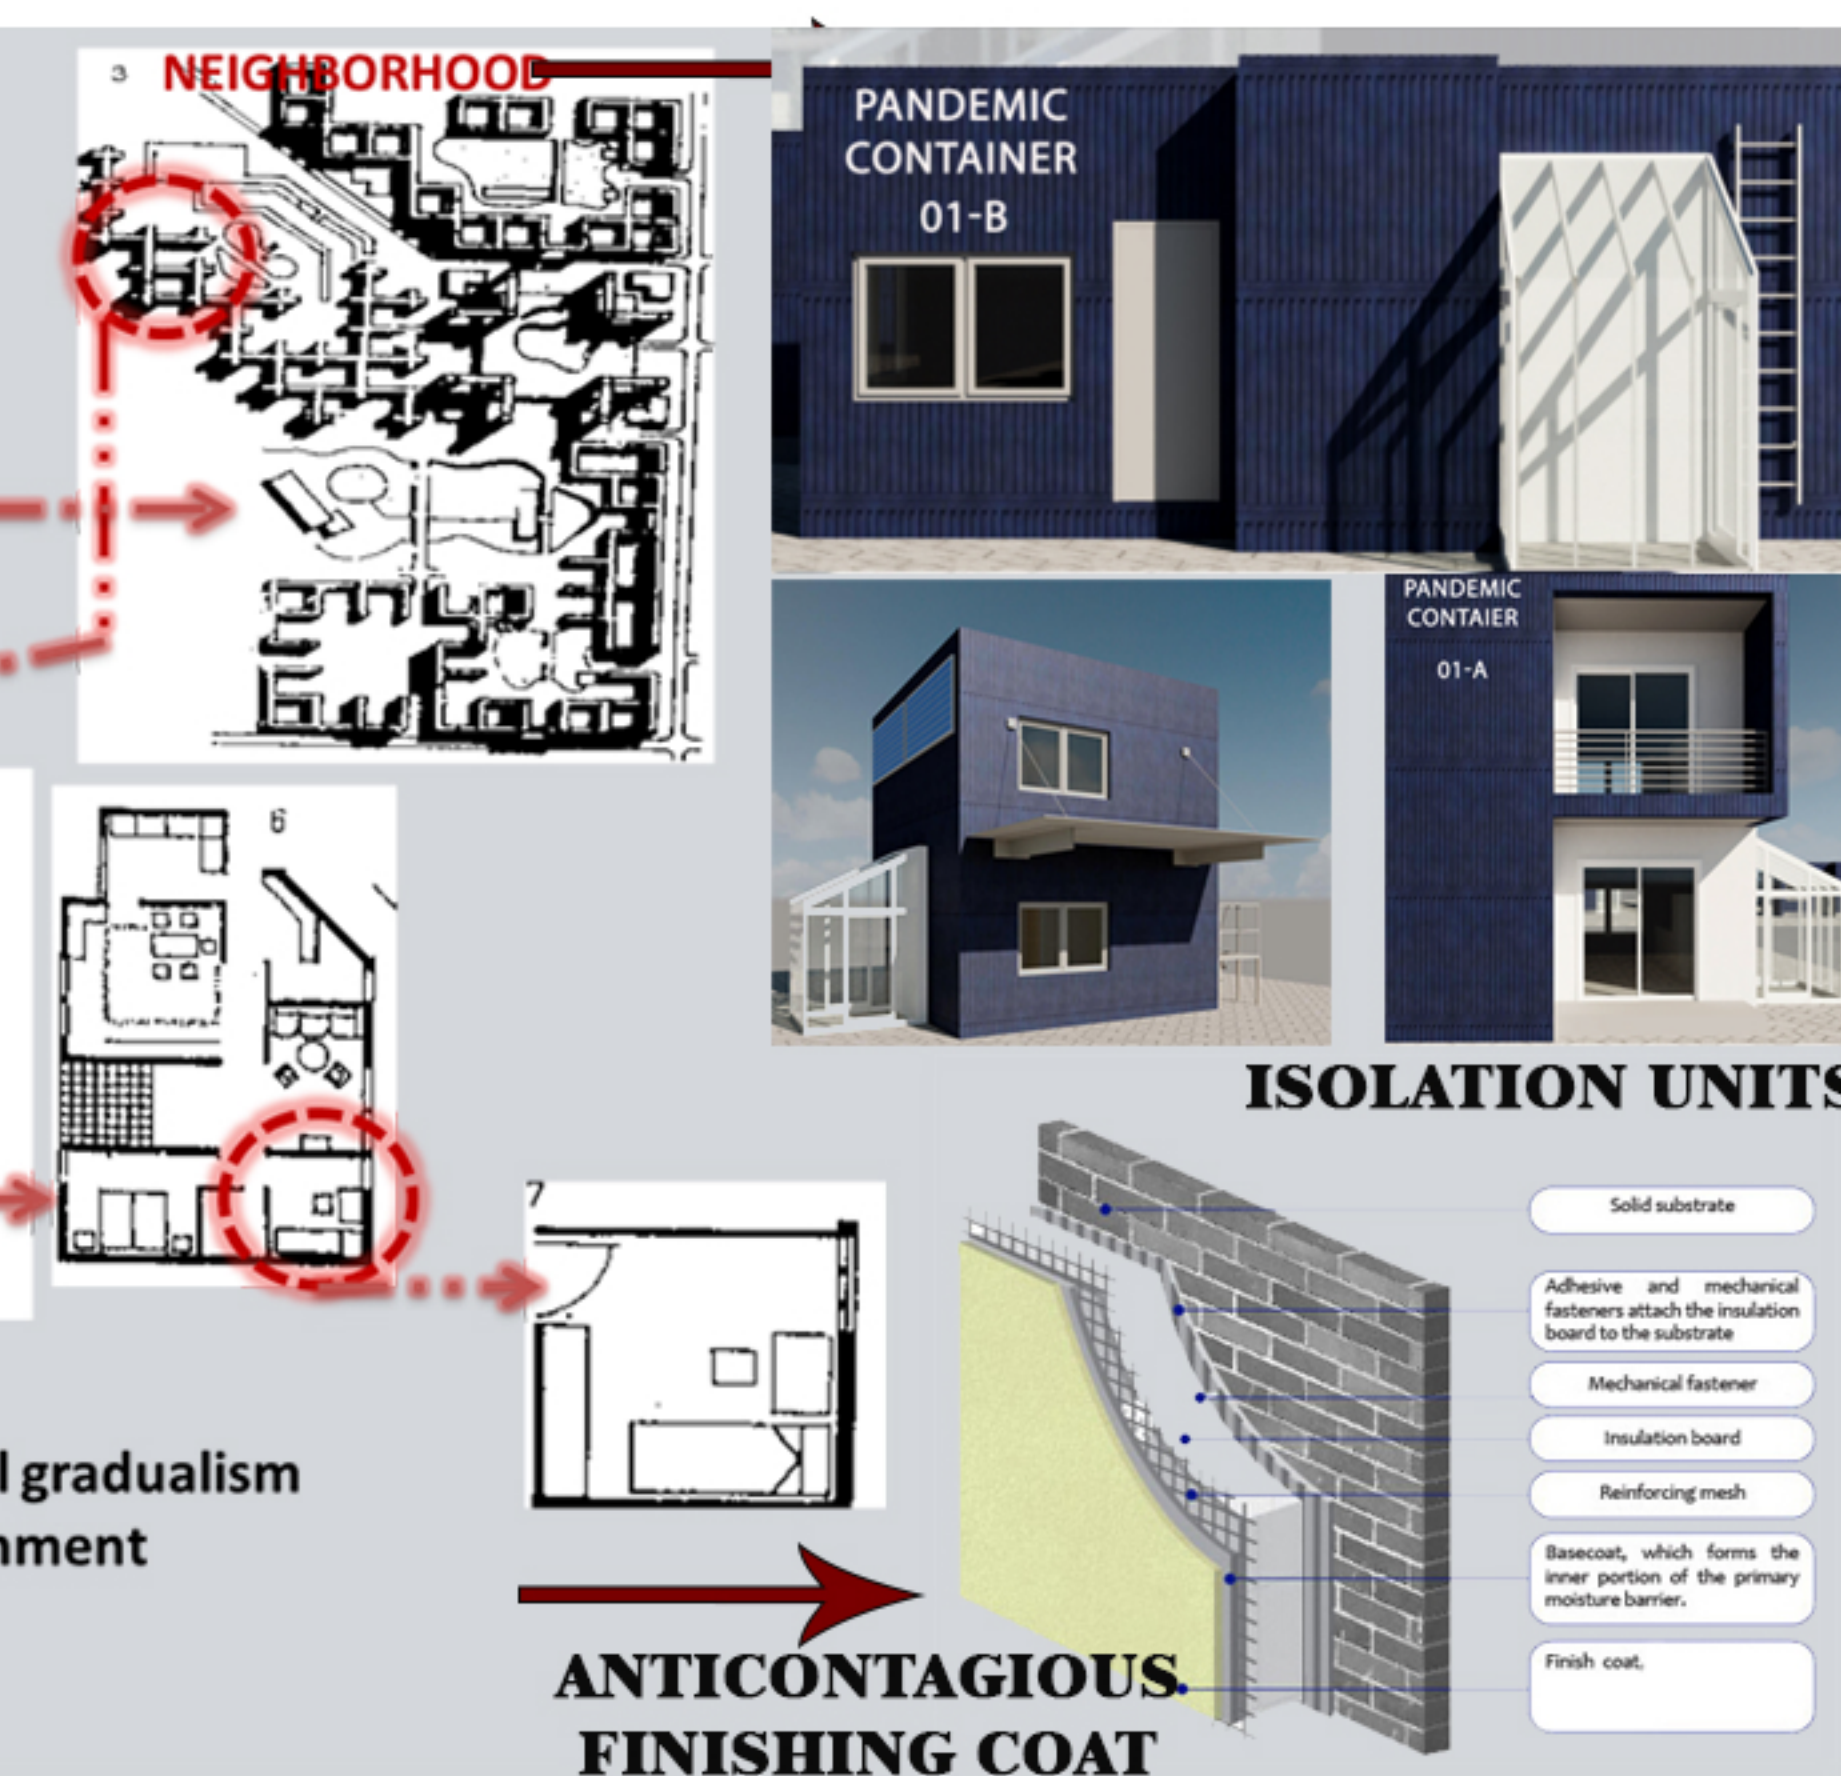 3
NEIGHBORHOOD
PANDEMIC
CONTAINER
01-B
PANDEMIC
CONTAIER
01-A
ISOLATION UNITS
6
7
gradualism
Solid substrate
Adhesive and mechanical
fasteners attach the insulation
board to the substrate
Mechanical fastener
Insulation board
Reinforcing mesh
Basecoat, which forms the
inner portion of the primary
moisture barrier.
Finish coat,
ANTICONTAGIOUS
FINISHING COAT